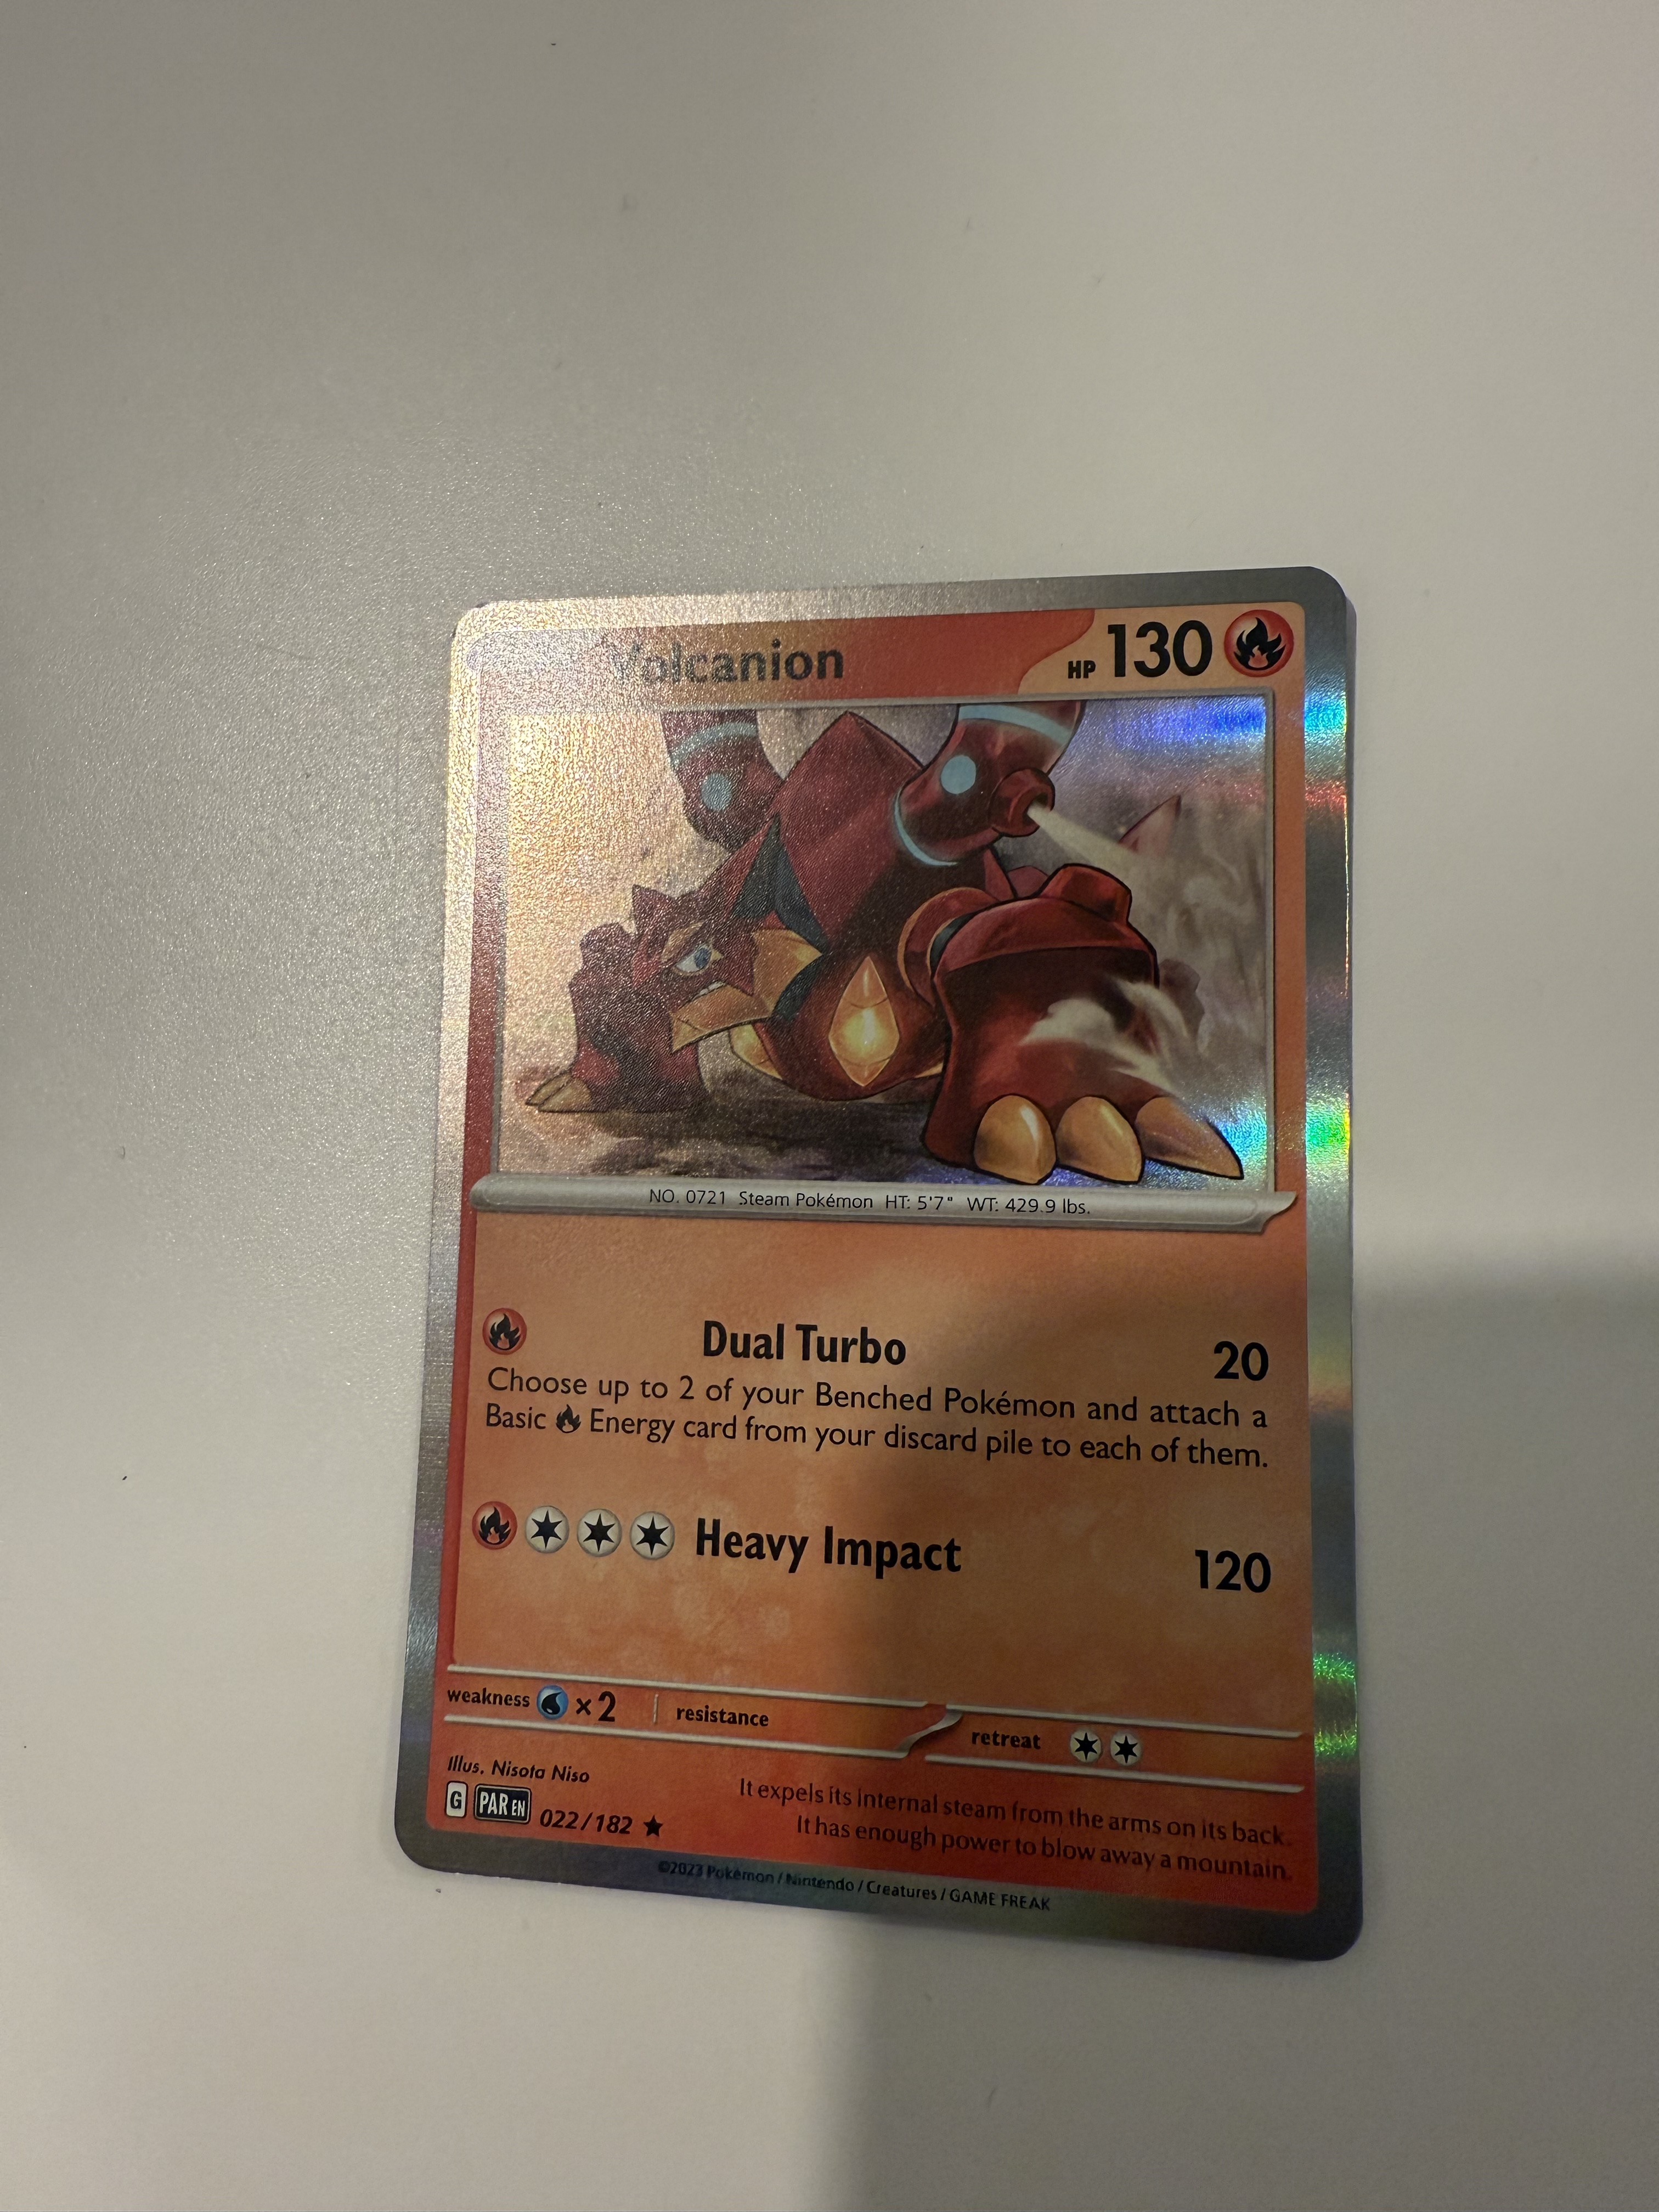 Volcanion HP 130
NO. 0721 Steam Pokémon HT: 5'7" WT: 429.9 lbs.
Dual Turbo 20
Choose up to 2 of your Benched Pokémon and attach a
Basic Energy card from your discard pile to each of them.
Heavy Impact 120
weakness ×2 resistance
retreat
Illus. Nisota Niso
G PAR EN 022/182
It expels its internal steam from the arms on its back.
It has enough power to blow away a mountain.
©2023 Pokémon / Nintendo / Creatures / GAME FREAK